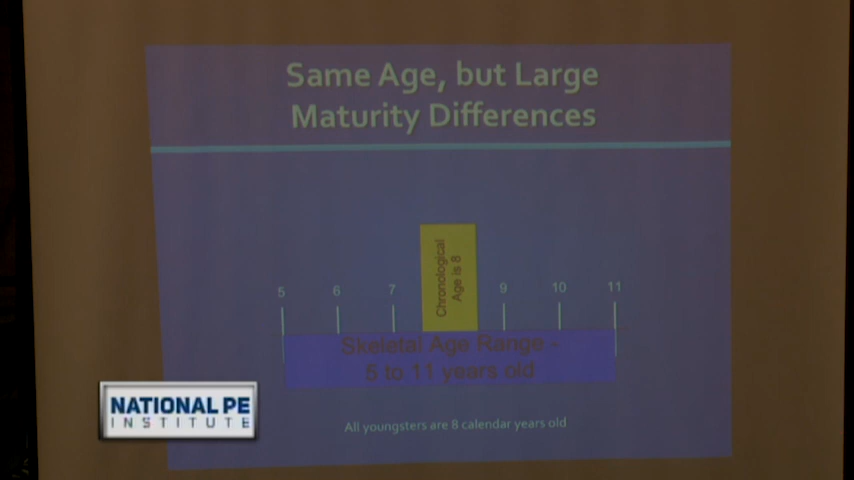 Same Age, but Large
Maturity Differences
Chronological
Age is 8
5 6 7 9 10 11
Skeletal Age Range -
5 to 11 years old
All youngsters are 8 calendar years old
NATIONAL PE
INSTITUTE